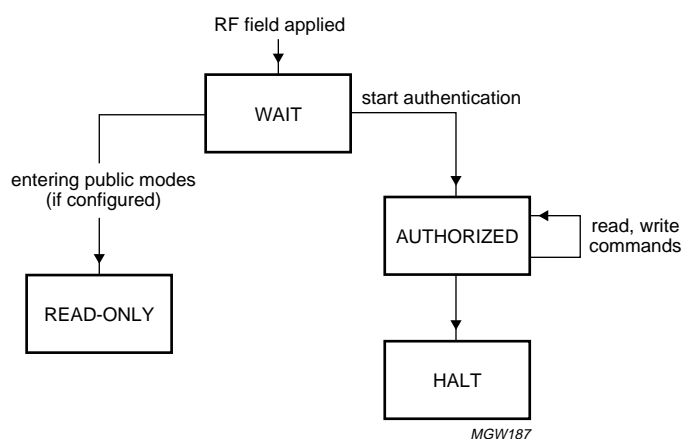 RF field applied
WAIT
start authentication
entering public modes
(if configured)
AUTHORIZED
read, write
commands
READ-ONLY
HALT
MGW187